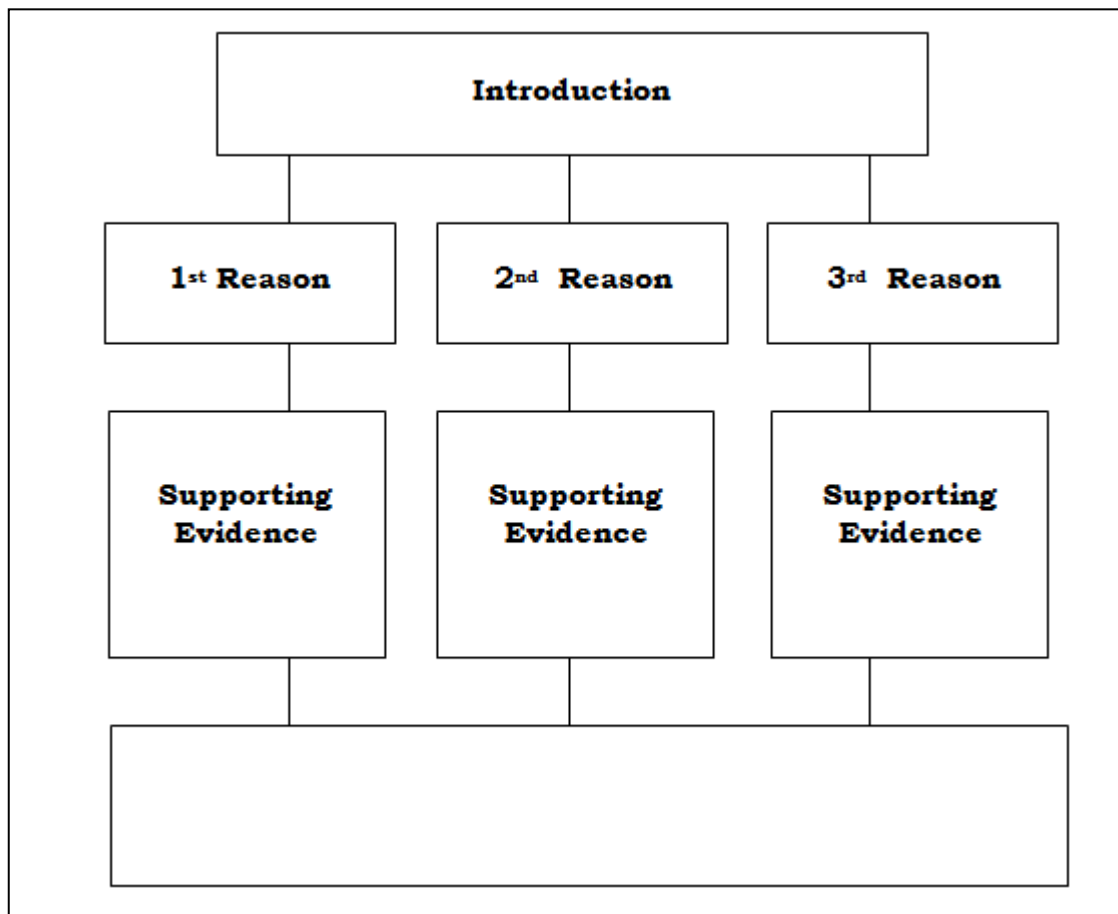 Introduction
1st Reason
2nd Reason
3rd Reason
Supporting
Evidence
Supporting
Evidence
Supporting
Evidence